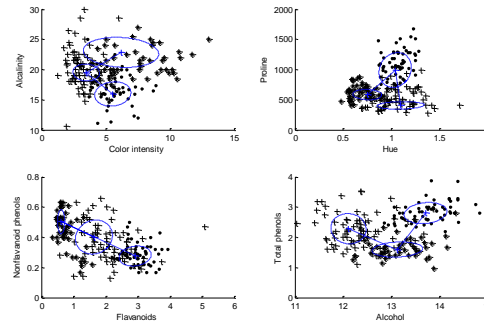 30
25
20
15
10
Alcalinity
0 5 10 15
Color intensity
2000
1500
1000
500
0
Proline
0 0.5 1 1.5
Hue
0.8
0.6
0.4
0.2
0
Nonflavanoid phenols
0 1 2 3 4 5 6
Flavanoids
4
3
2
1
0
Total phenols
11 12 13 14
Alcohol